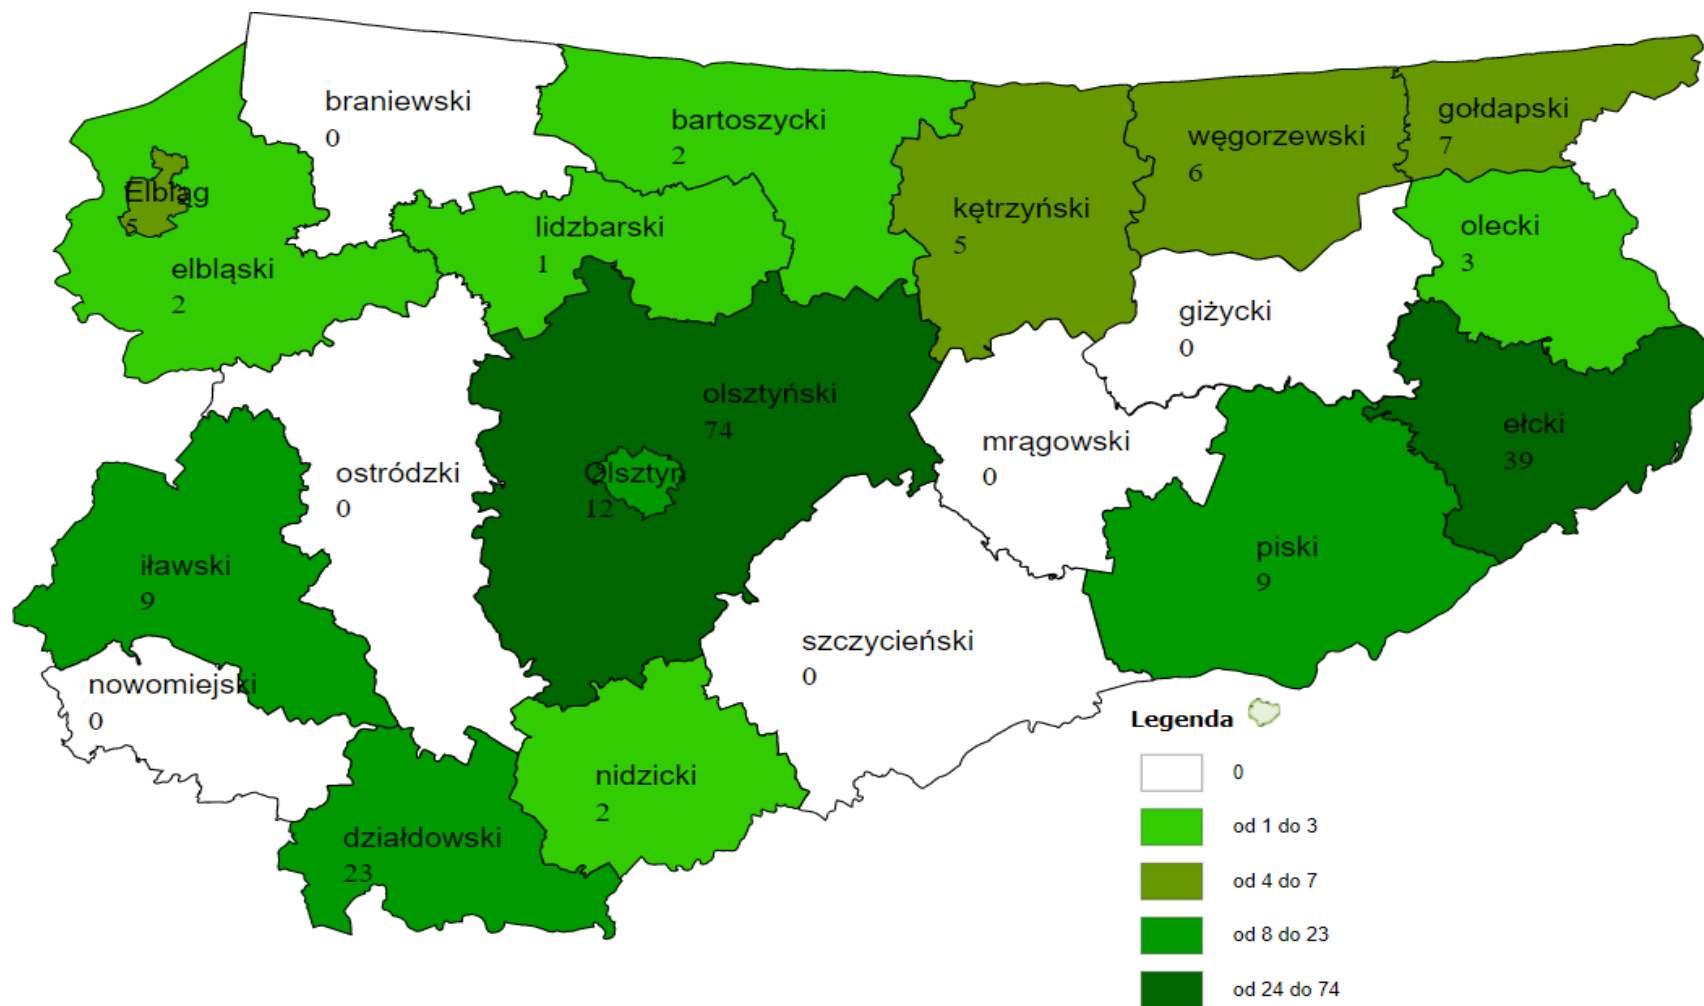 braniewski
0
bartoszycki
2
kętrzyński
5
węgorzewski
6
gołdapski
7
Elbląg
5
elbląski
2
lidzbarski
1
olecki
3
giżycki
0
olsztyński
74
Olsztyn
12
mrągowski
0
ełcki
39
ostródzki
0
iławski
9
piski
9
szczycieński
0
nowomiejski
0
nidzicki
2
działdowski
23
Legenda
0
od 1 do 3
od 4 do 7
od 8 do 23
od 24 do 74